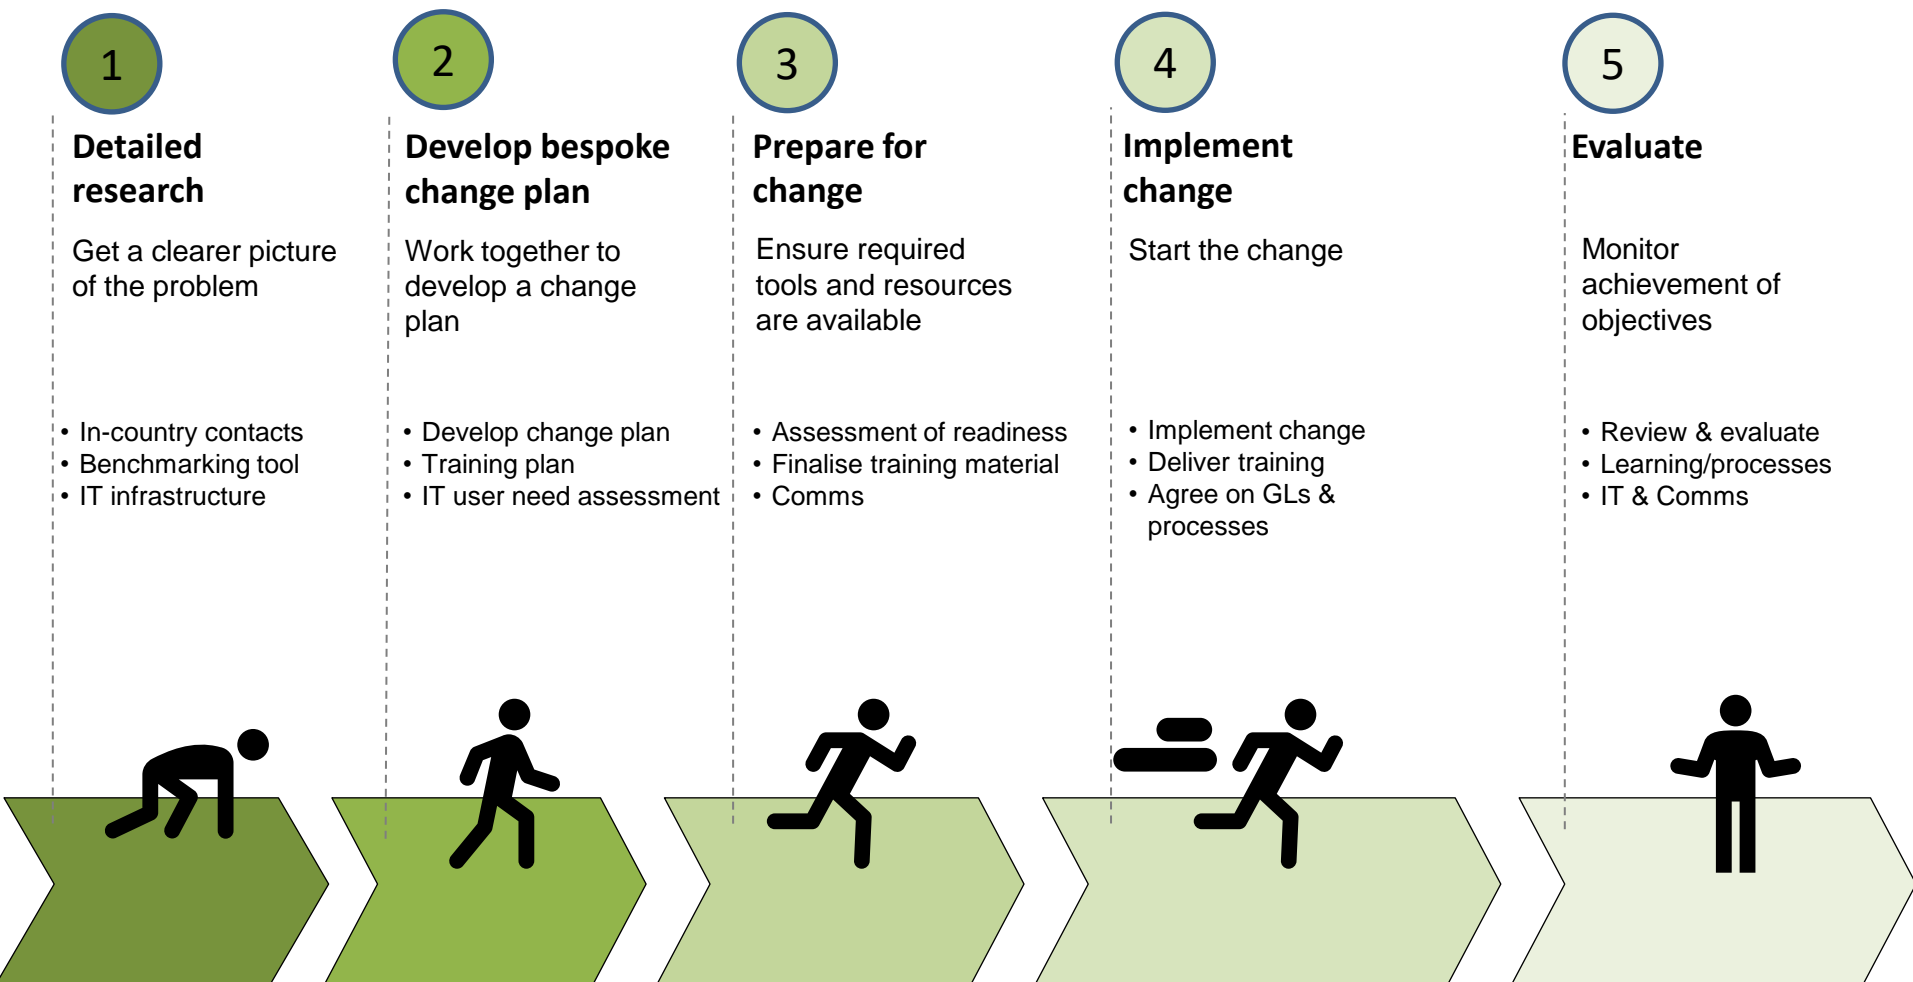 1
Detailed
research
Get a clearer picture
of the problem
• In-country contacts
• Benchmarking tool
• IT infrastructure
2
Develop bespoke
change plan
Work together to
develop a change
plan
• Develop change plan
• Training plan
• IT user need assessment
3
Prepare for
change
Ensure required
tools and resources
are available
• Assessment of readiness
• Finalise training material
• Comms
4
Implement
change
Start the change
• Implement change
• Deliver training
• Agree on GLs &
processes
5
Evaluate
Monitor
achievement of
objectives
• Review & evaluate
• Learning/processes
• IT & Comms